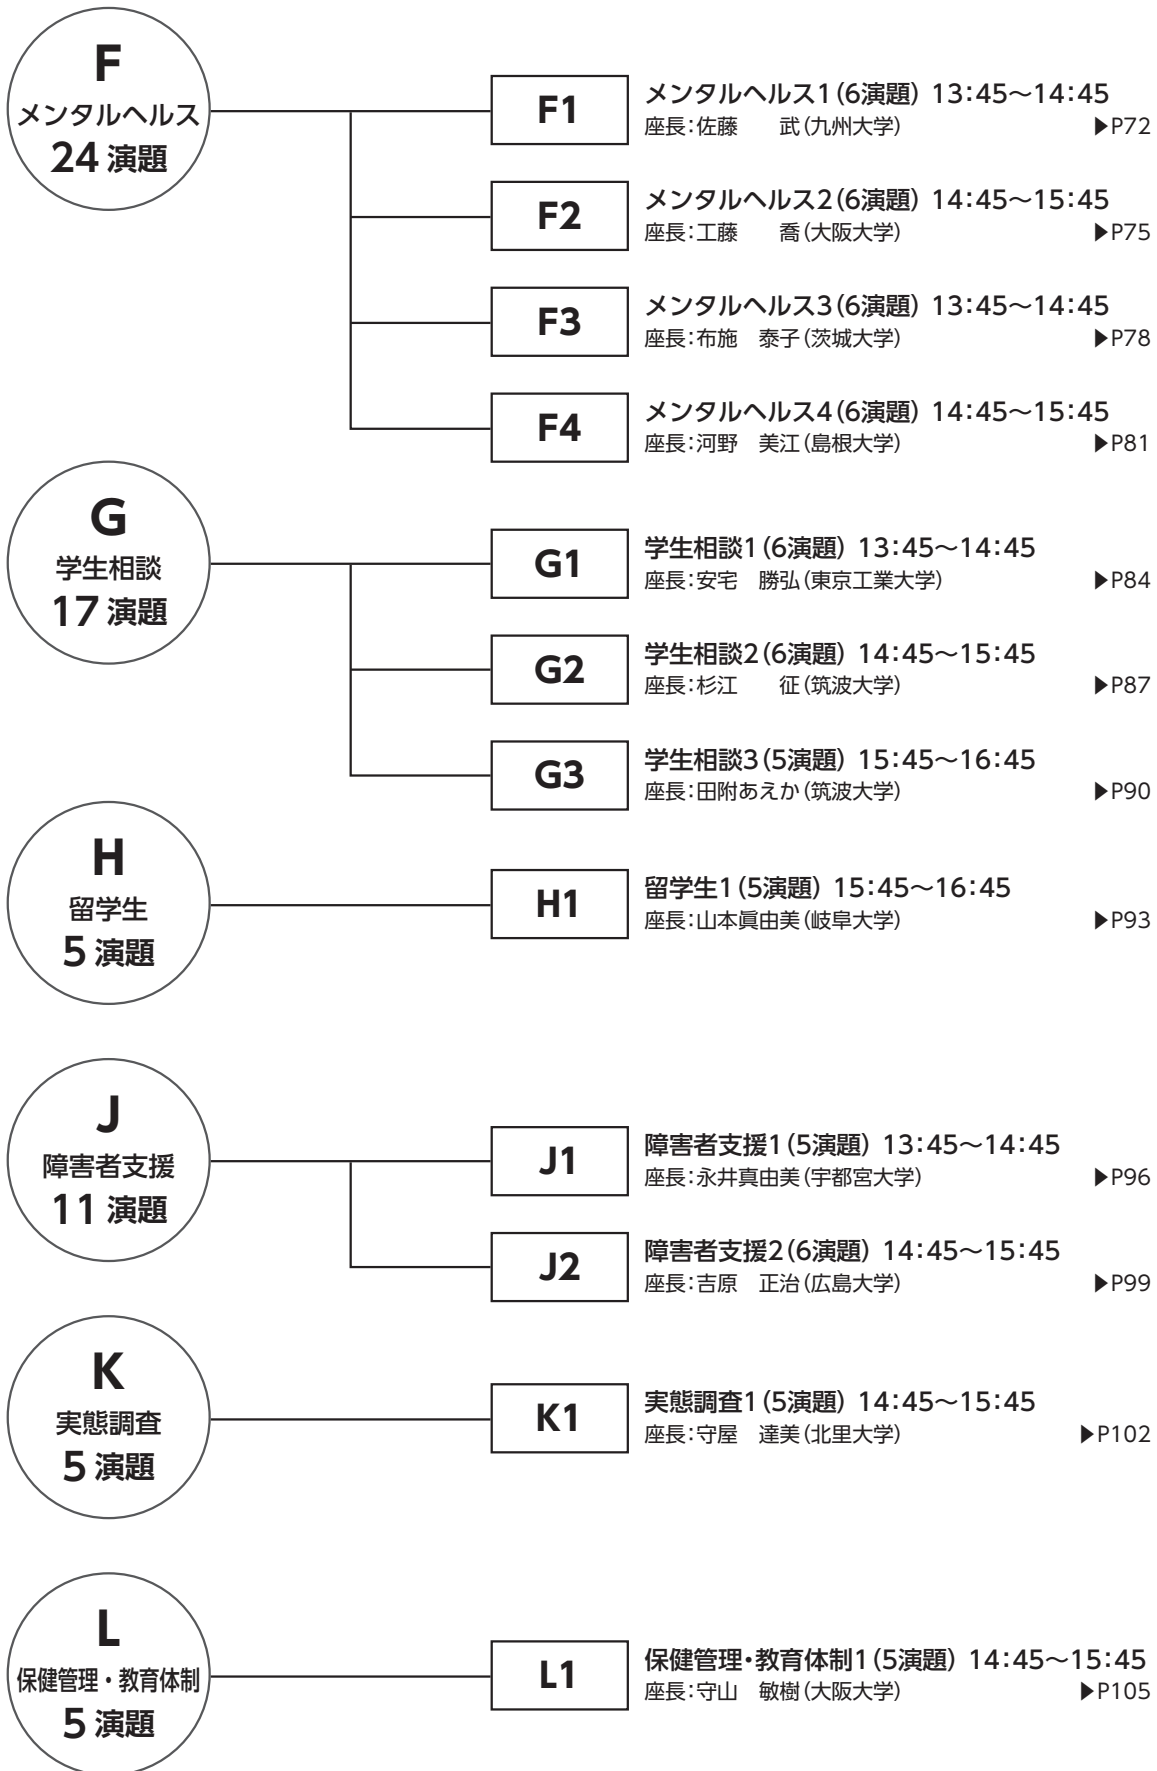 F
メンタルヘルス
24 演題
F1
メンタルヘルス1(6演題) 13:45〜14:45
座長:佐藤　武(九州大学) ▶P72
F2
メンタルヘルス2(6演題) 14:45〜15:45
座長:工藤　喬(大阪大学) ▶P75
F3
メンタルヘルス3(6演題) 13:45〜14:45
座長:布施　泰子(茨城大学) ▶P78
F4
メンタルヘルス4(6演題) 14:45〜15:45
座長:河野　美江(島根大学) ▶P81
G
学生相談
17 演題
G1
学生相談1(6演題) 13:45〜14:45
座長:安宅　勝弘(東京工業大学) ▶P84
G2
学生相談2(6演題) 14:45〜15:45
座長:杉江　征(筑波大学) ▶P87
G3
学生相談3(5演題) 15:45〜16:45
座長:田附あえか(筑波大学) ▶P90
H
留学生
5 演題
H1
留学生1(5演題) 15:45〜16:45
座長:山本眞由美(岐阜大学) ▶P93
J
障害者支援
11 演題
J1
障害者支援1(5演題) 13:45〜14:45
座長:永井真由美(宇都宮大学) ▶P96
J2
障害者支援2(6演題) 14:45〜15:45
座長:吉原　正治(広島大学) ▶P99
K
実態調査
5 演題
K1
実態調査1(5演題) 14:45〜15:45
座長:守屋　達美(北里大学) ▶P102
L
保健管理・教育体制
5 演題
L1
保健管理・教育体制1(5演題) 14:45〜15:45
座長:守山　敏樹(大阪大学) ▶P105